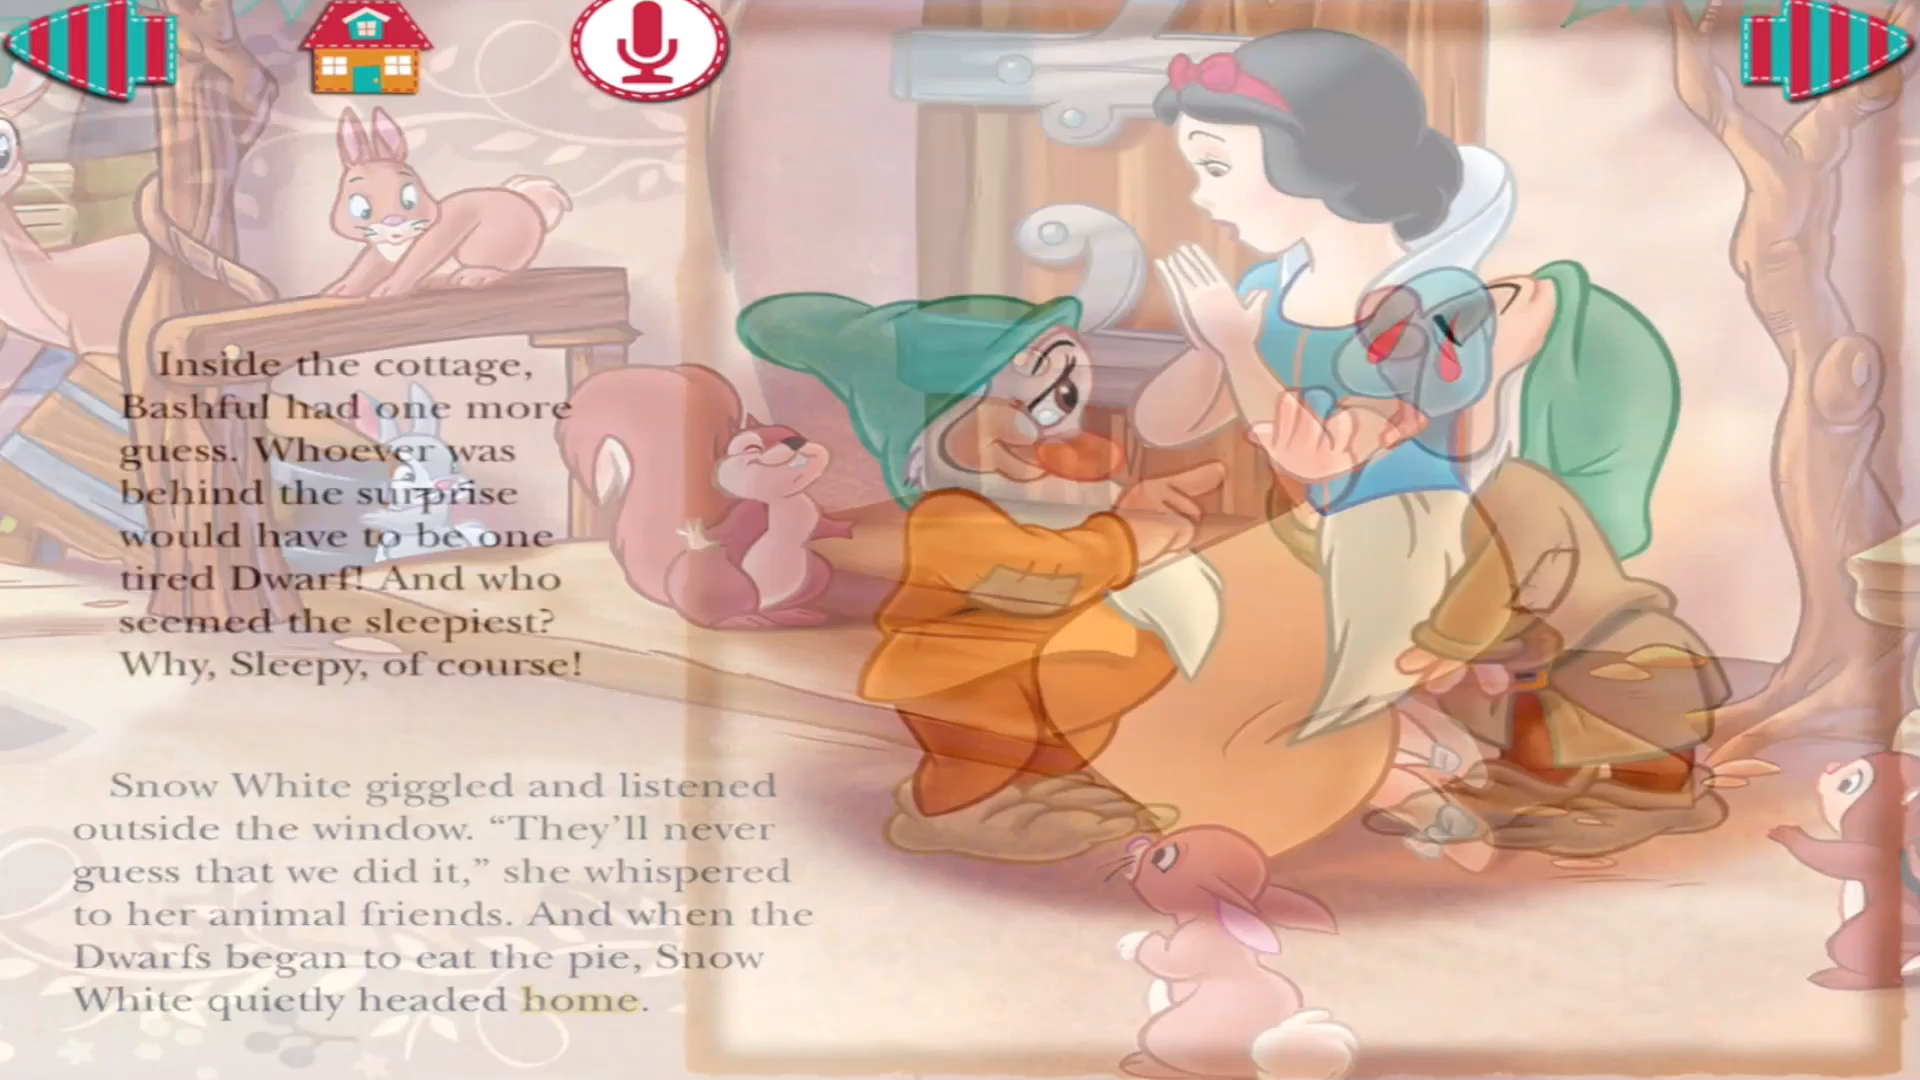 Inside the cottage,
Bashful had one more
guess. Whoever was
behind the surprise
would have to be one
tired Dwarf! And who
seemed the sleepiest?
Why, Sleepy, of course!
Snow White giggled and listened
outside the window. “They’ll never
guess that we did it,” she whispered
to her animal friends. And when the
Dwarfs began to eat the pie, Snow
White quietly headed home.